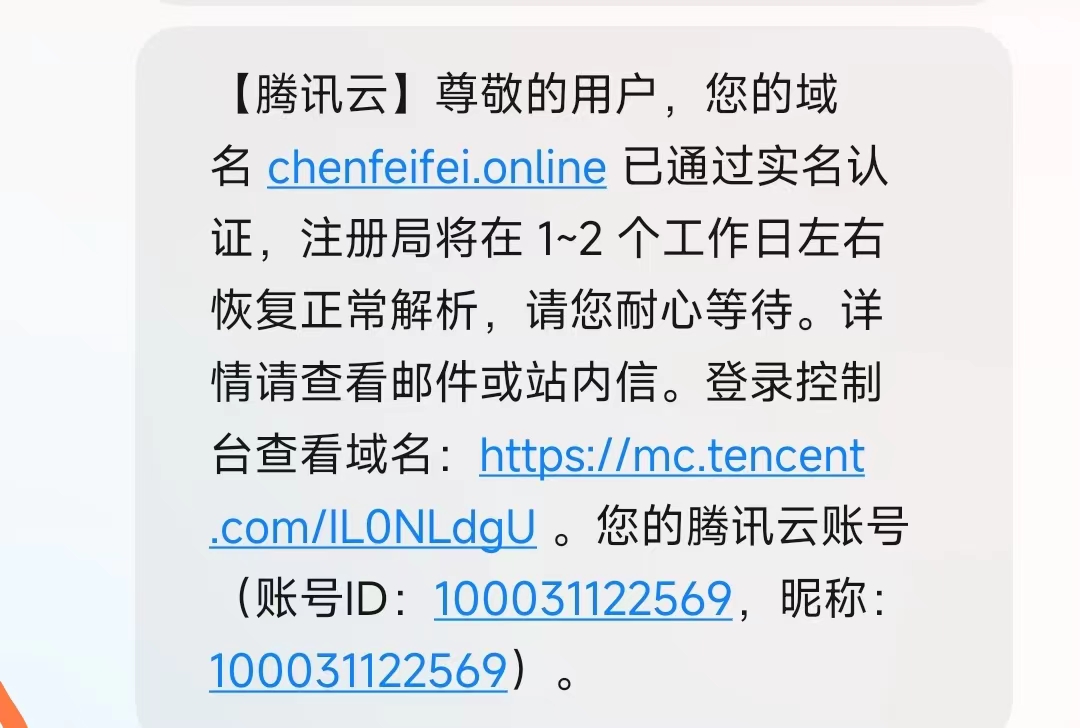 【腾讯云】尊敬的用户，您的域
名 chenfeifei.online 已通过实名认
证，注册局将在 1~2 个工作日左右
恢复正常解析，请您耐心等待。详
情请查看邮件或站内信。登录控制
台查看域名：https://mc.tencent
.com/IL0NLdgU 。您的腾讯云账号
（账号ID：100031122569，昵称：
100031122569）。